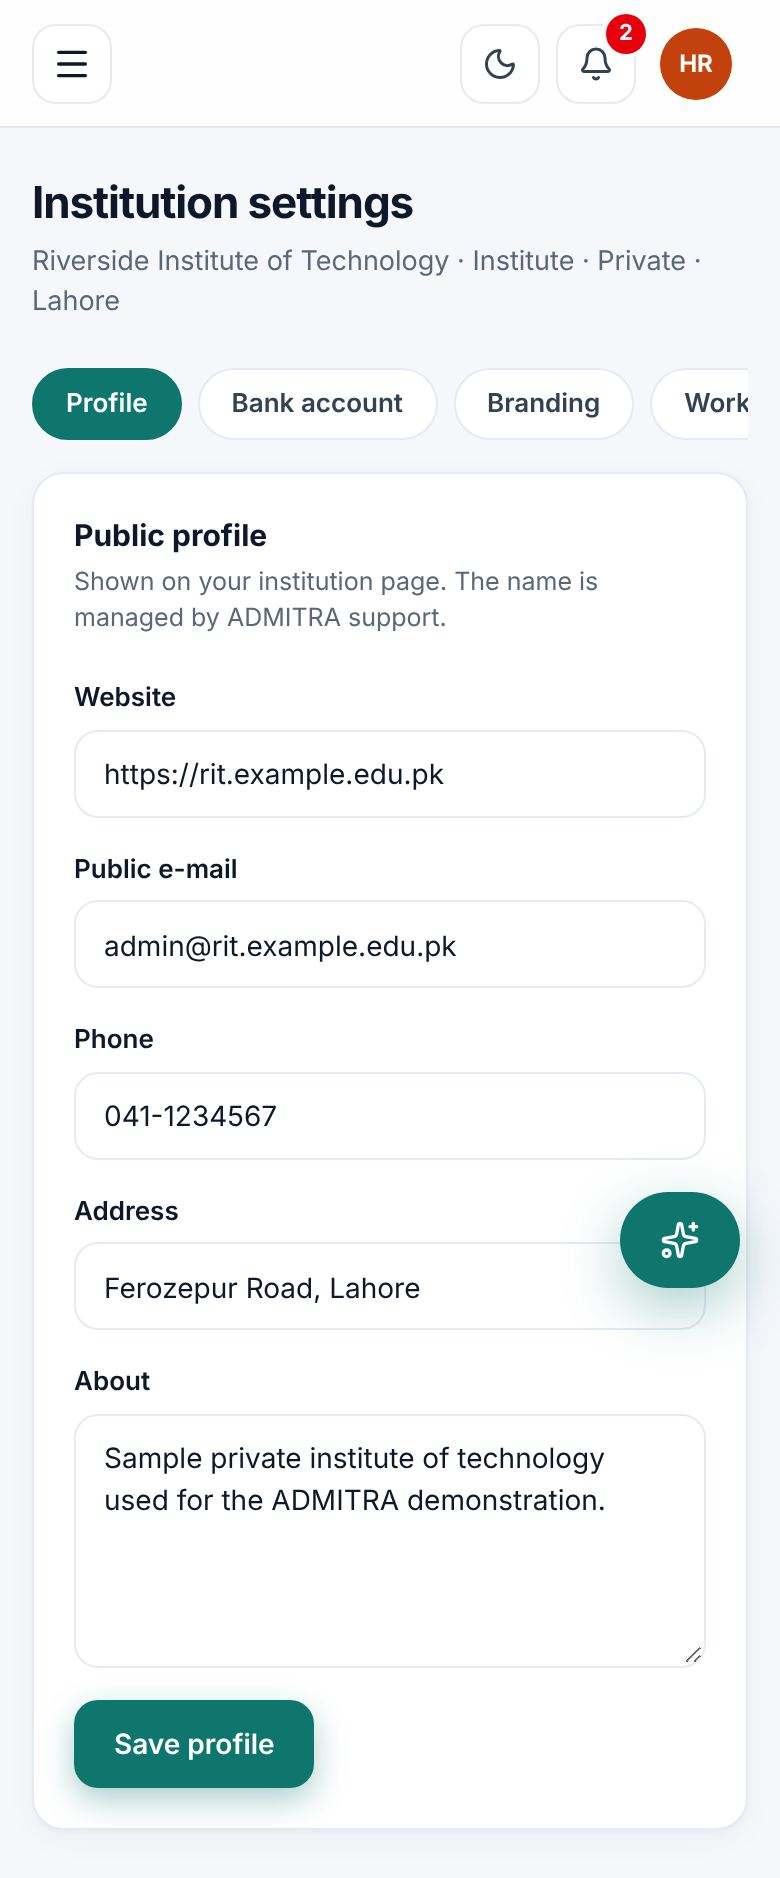 2
HR
Institution settings
Riverside Institute of Technology · Institute · Private ·
Lahore
Profile
Bank account
Branding
Work
Public profile
Shown on your institution page. The name is
managed by ADMITRA support.
Website
https://rit.example.edu.pk
Public e-mail
admin@rit.example.edu.pk
Phone
041-1234567
Address
Ferozepur Road, Lahore
About
Sample private institute of technology
used for the ADMITRA demonstration.
Save profile